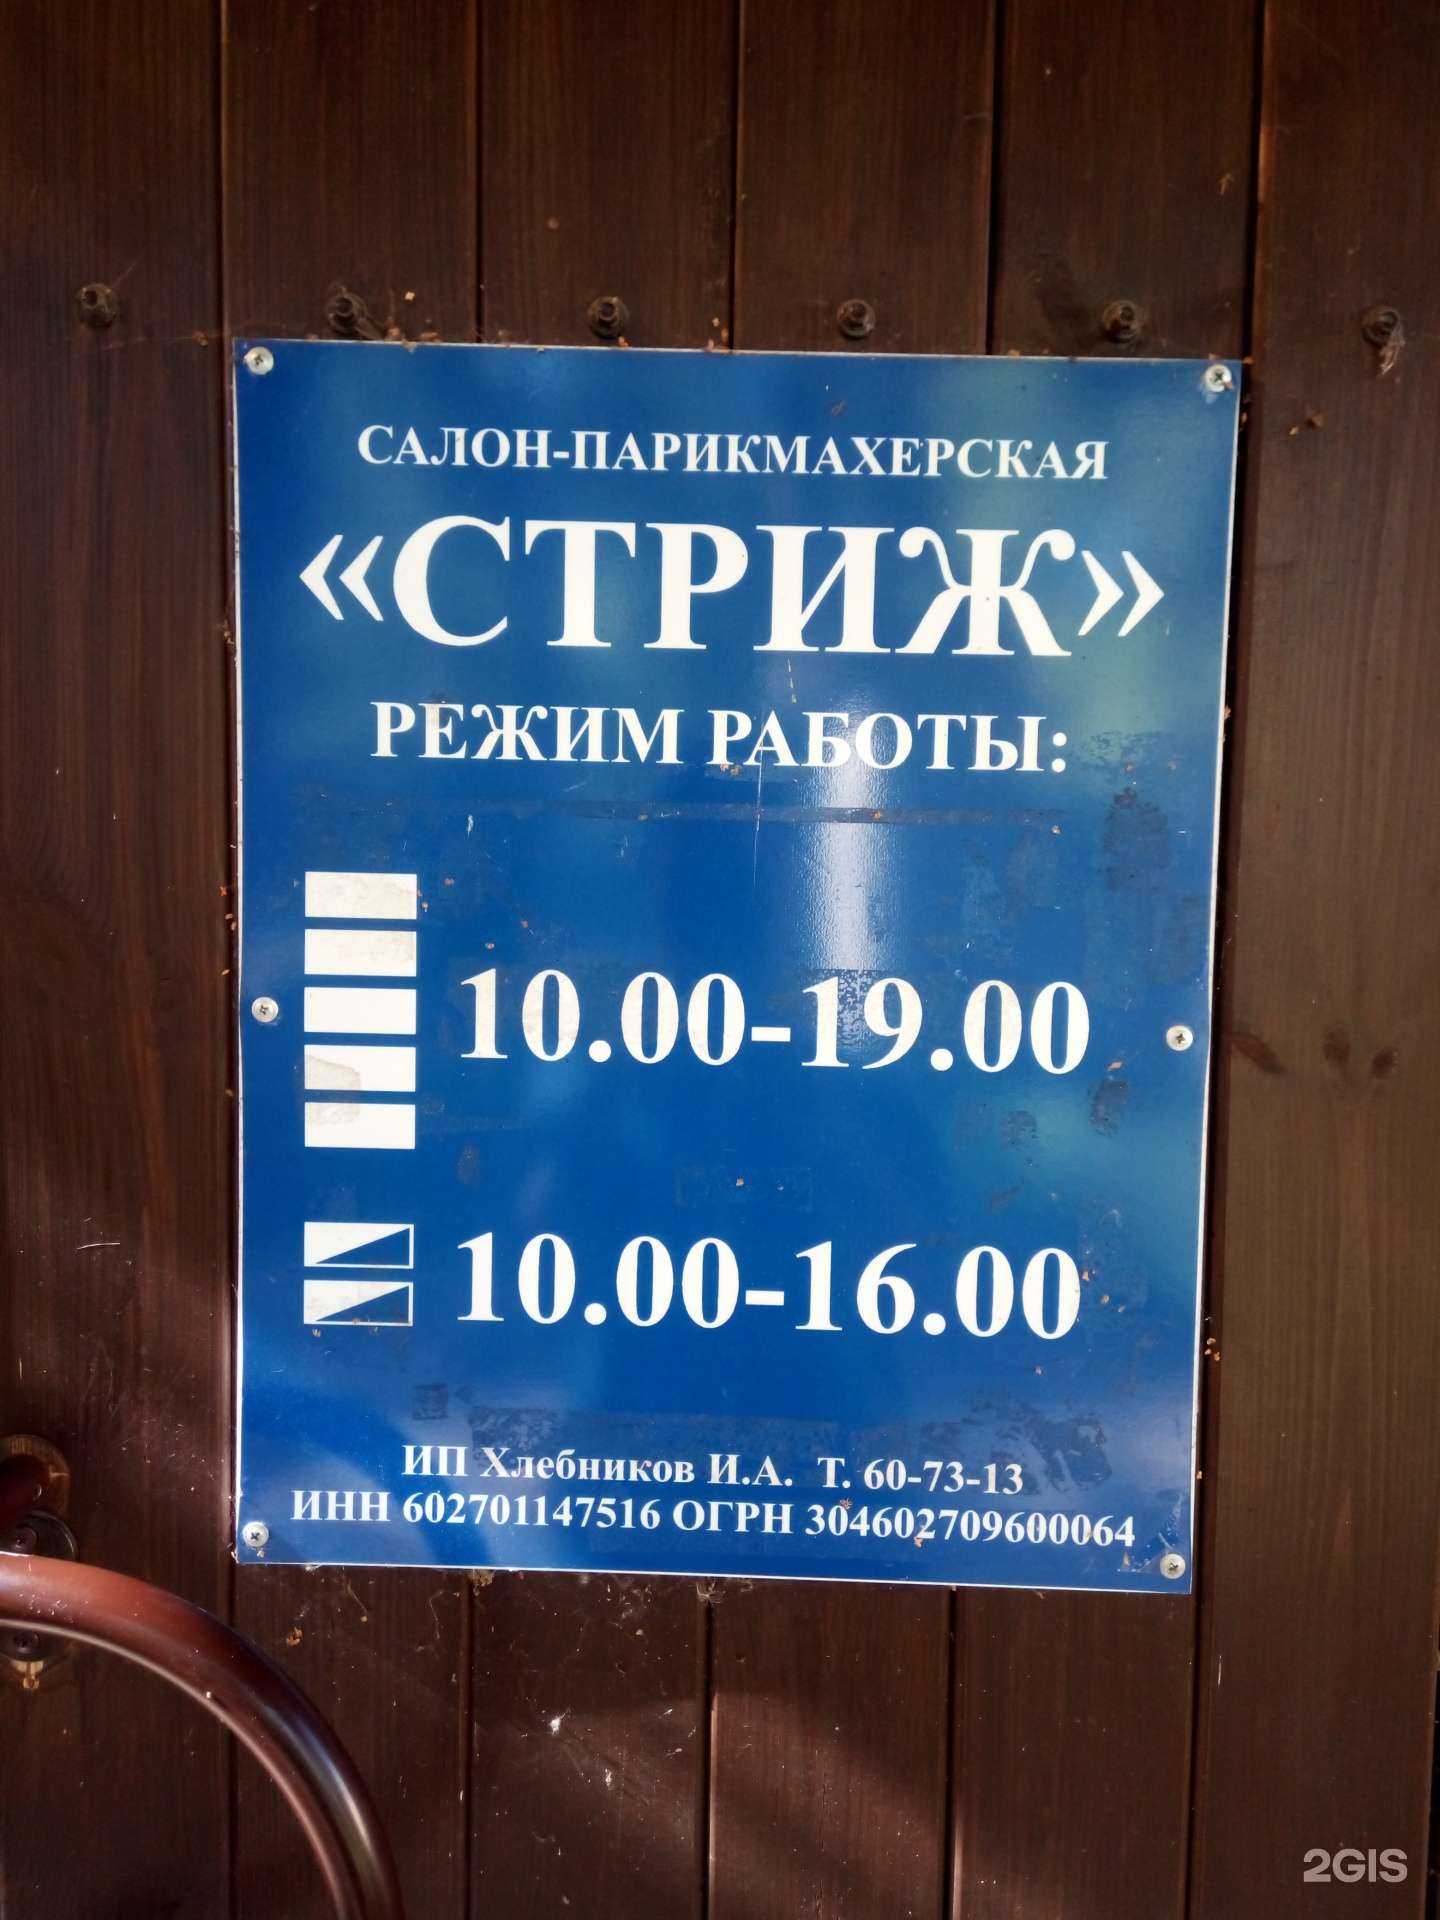 САЛОН-ПАРИКМАХЕРСКАЯ
«СТРИЖ»
РЕЖИМ РАБОТЫ:
10.00-19.00
10.00-16.00
ИП Хлебников И.А. Т. 60-73-13
ИНН 602701147516 ОГРН 304602709600064
2GIS